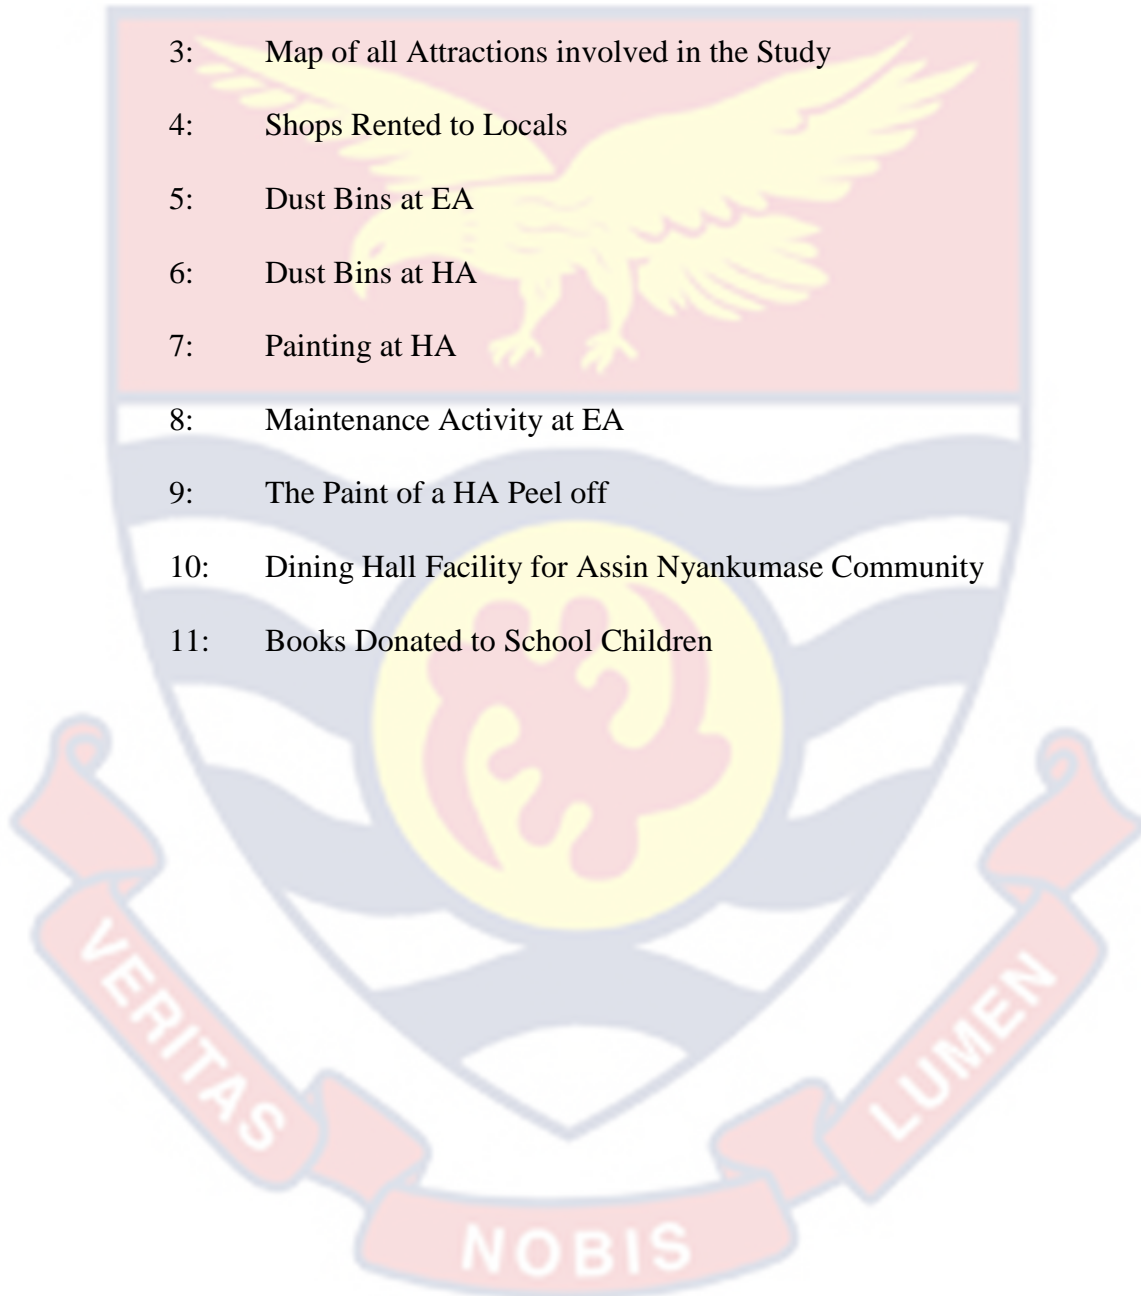 3: Map of all Attractions involved in the Study
4: Shops Rented to Locals
5: Dust Bins at EA
6: Dust Bins at HA
7: Painting at HA
8: Maintenance Activity at EA
9: The Paint of a HA Peel off
10: Dining Hall Facility for Assin Nyankumase Community
11: Books Donated to School Children
VERITAS
NOBIS
LUMEN